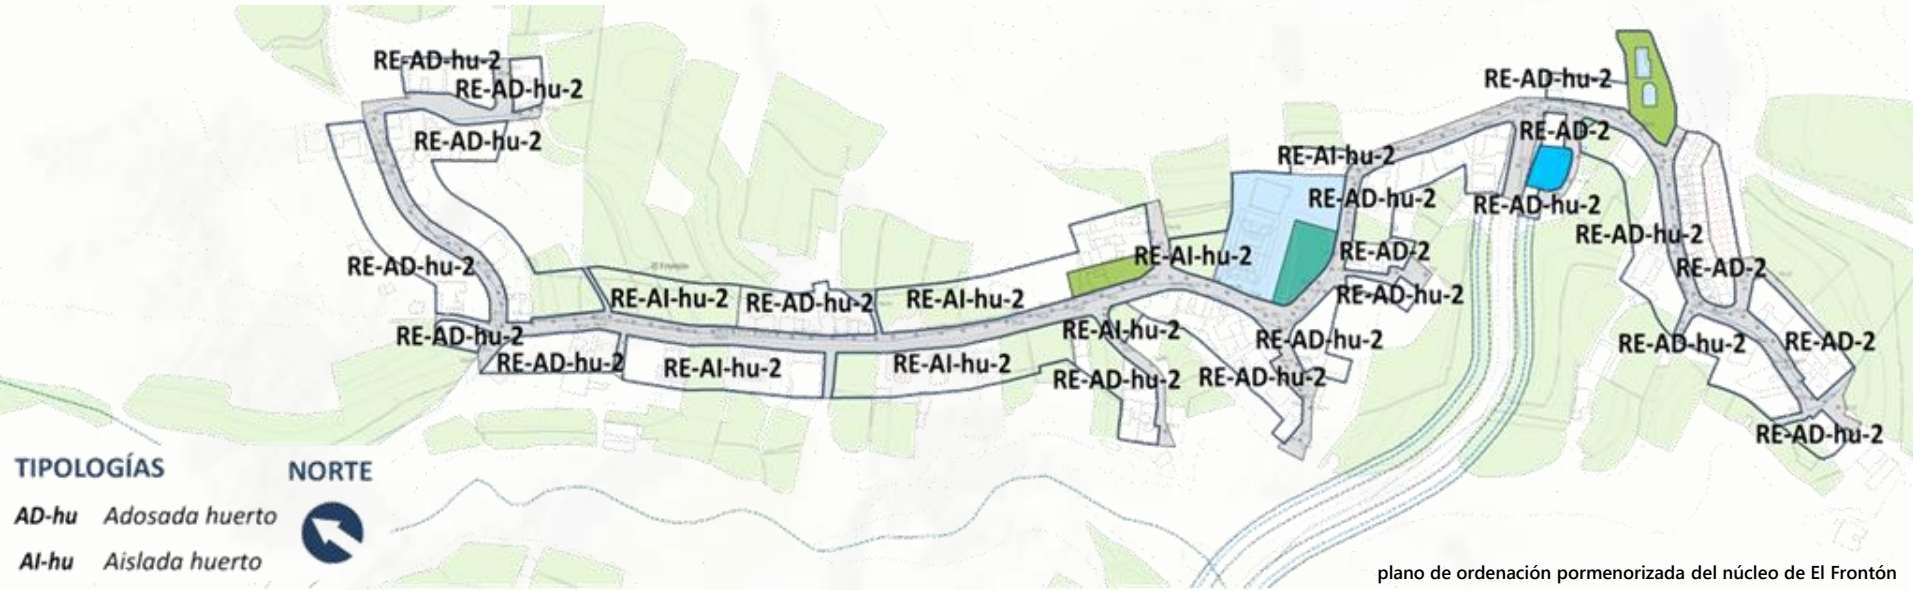 RE-AD-hu-2
RE-AD-hu-2
RE-AD-hu-2
RE-AD-hu-2
RE-AD-hu-2
RE-AD-hu-2
El Frontón
RE-AI-hu-2
RE-AD-hu-2
RE-AI-hu-2
RE-AI-hu-2
RE-AI-hu-2
RE-AI-hu-2
RE-AI-hu-2
RE-AD-hu-2
RE-AD-hu-2
RE-AD-hu-2
RE-AI-hu-2
RE-AD-hu-2
RE-AD-2
RE-AD-hu-2
RE-AD-hu-2
RE-AD-2
RE-AD-hu-2
RE-AD-hu-2
RE-AD-2
RE-AD-hu-2
RE-AD-2
RE-AD-hu-2
TIPOLOGÍAS
AD-hu Adosada huerto
AI-hu Aislada huerto
NORTE
plano de ordenación pormenorizada del núcleo de El Frontón